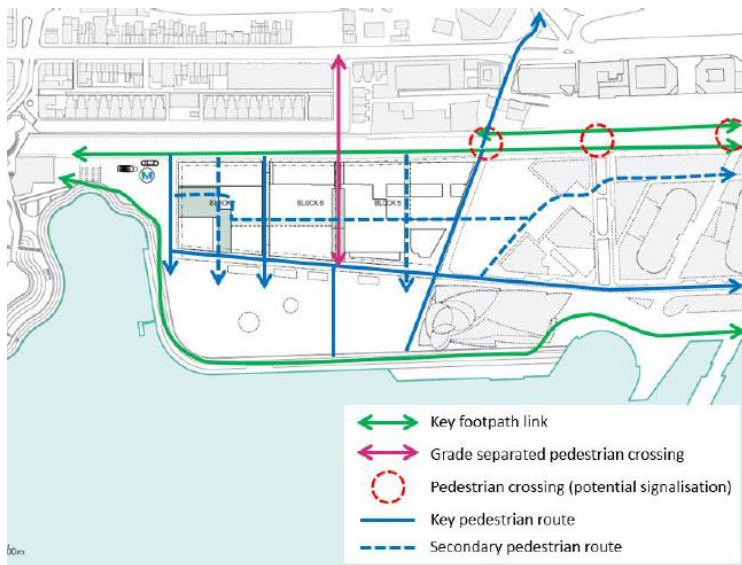 M
BLOCK 6
BLOCK 5
Key footpath link
Grade separated pedestrian crossing
Pedestrian crossing (potential signalisation)
Key pedestrian route
Secondary pedestrian route